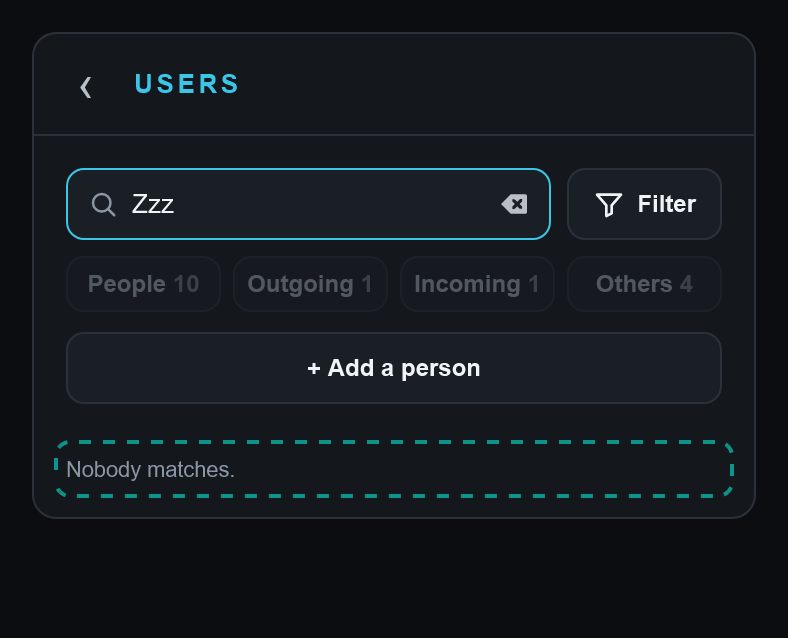 USERS
Zzz
Filter
People 10
Outgoing 1
Incoming 1
Others 4
+ Add a person
Nobody matches.